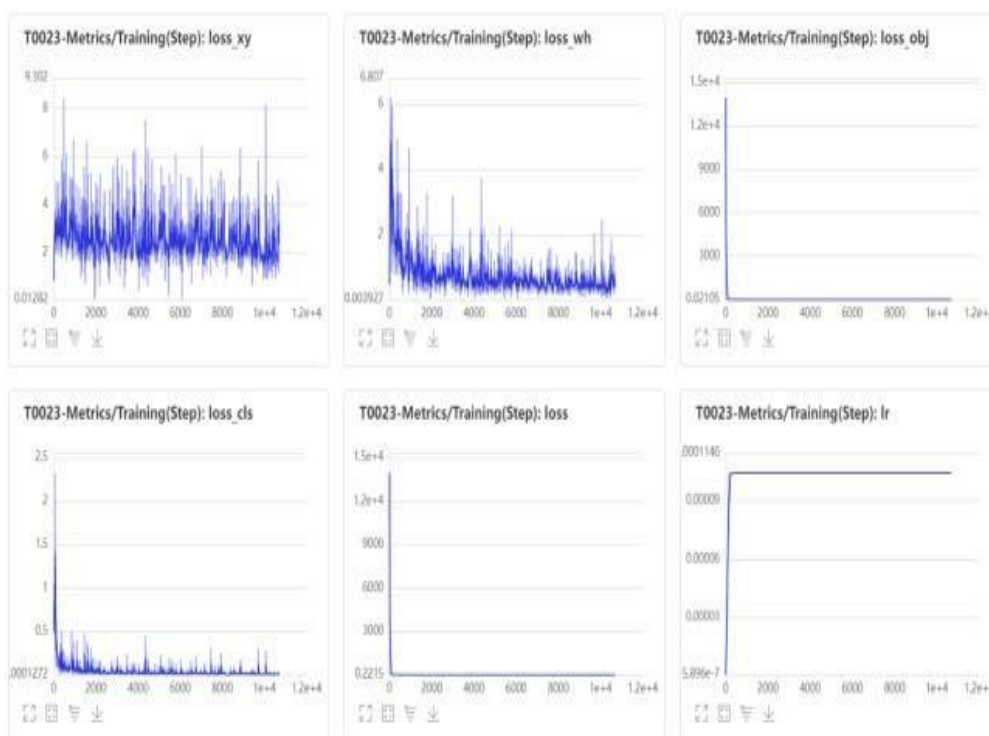 T0023-Metrics/Training(Step): loss_xy
9.302
8
6
4
2
0.01282
0 2000 4000 6000 8000 1e+4 1.2e+4
T0023-Metrics/Training(Step): loss_wh
6.807
6
4
2
0.003927
0 2000 4000 6000 8000 1e+4 1.2e+4
T0023-Metrics/Training(Step): loss_obj
1.5e+4
1.2e+4
9000
6000
3000
0.02105
0 2000 4000 6000 8000 1e+4 1.2e+
T0023-Metrics/Training(Step): loss_cls
2.5
2
1.5
1
0.5
.0001272
0 2000 4000 6000 8000 1e+4 1.2e+4
T0023-Metrics/Training(Step): loss
1.5e+4
1.2e+4
9000
6000
3000
0.2215
0 2000 4000 6000 8000 1e+4 1.2e+4
T0023-Metrics/Training(Step): lr
.0001146
0.00009
0.00006
0.00003
5.896e-7
0 2000 4000 6000 8000 1e+4 1.2e+